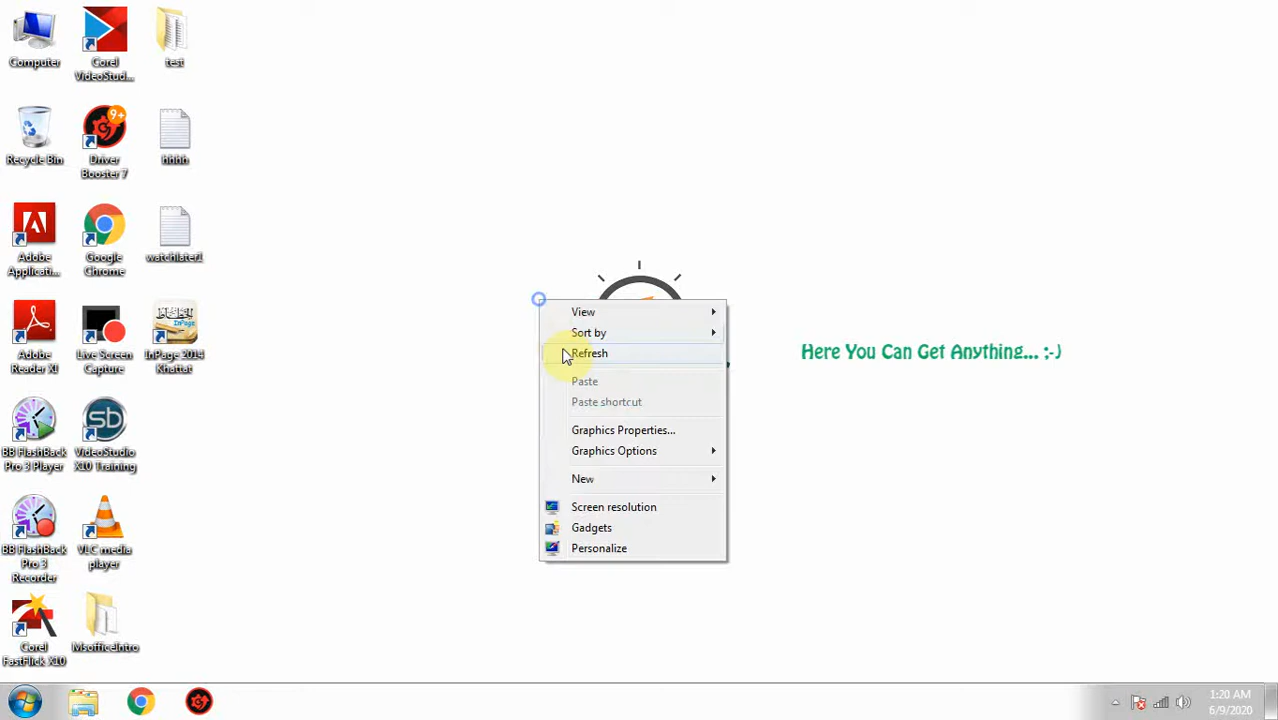 Computer
Corel
VideoStud...
test
Recycle Bin
9+
Driver
Booster 7
hhhh
Adobe
Applicati...
Google
Chrome
watchlater1
Adobe
Reader XI
Live Screen
Capture
InPage
InPage 2014
Khattat
BB FlashBack
Pro 3 Player
sb
VideoStudio
X10 Training
BB FlashBack
Pro 3
Recorder
VLC media
player
Corel
FastFlick X10
MsofficeIntro
View
Sort by
Refresh
Paste
Paste shortcut
Graphics Properties...
Graphics Options
New
Screen resolution
Gadgets
Personalize
Here You Can Get Anything... ;-)
1:20 AM
6/9/2020